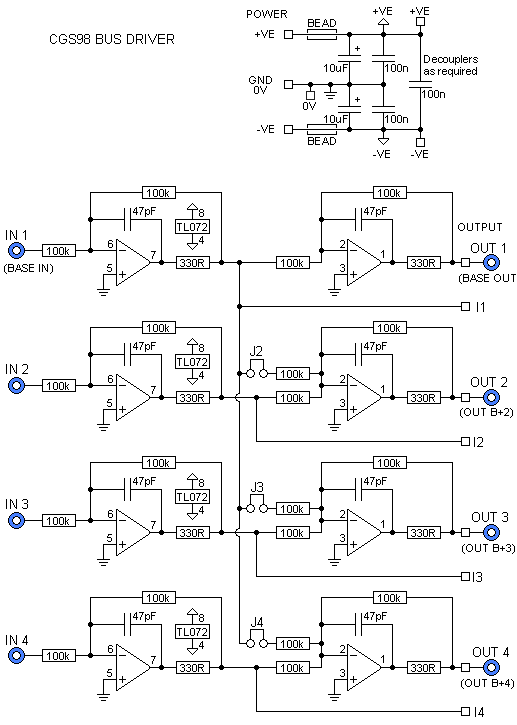 POWER
BEAD
+VE
+VE
+VE
CGS98 BUS DRIVER
+
10uF
100n
Decouplers
as required
GND
0V
0V
+
100n
10uF
100n
-VE
BEAD
-VE
-VE
100k
100k
47pF
8
TL072
4
47pF
IN 1
(BASE IN)
100k
6
7
5
330R
100k
2
1
3
330R
OUTPUT
OUT 1
(BASE OUT
I1
100k
100k
47pF
8
TL072
4
J2
47pF
IN 2
100k
6
7
5
330R
100k
100k
2
1
3
330R
OUT 2
(OUT B+2)
I2
100k
100k
47pF
8
TL072
4
J3
47pF
IN 3
100k
6
7
5
330R
100k
100k
2
1
3
330R
OUT 3
(OUT B+3)
I3
100k
100k
47pF
8
TL072
4
J4
47pF
IN 4
100k
6
7
5
330R
100k
100k
2
1
3
330R
OUT 4
(OUT B+4)
I4